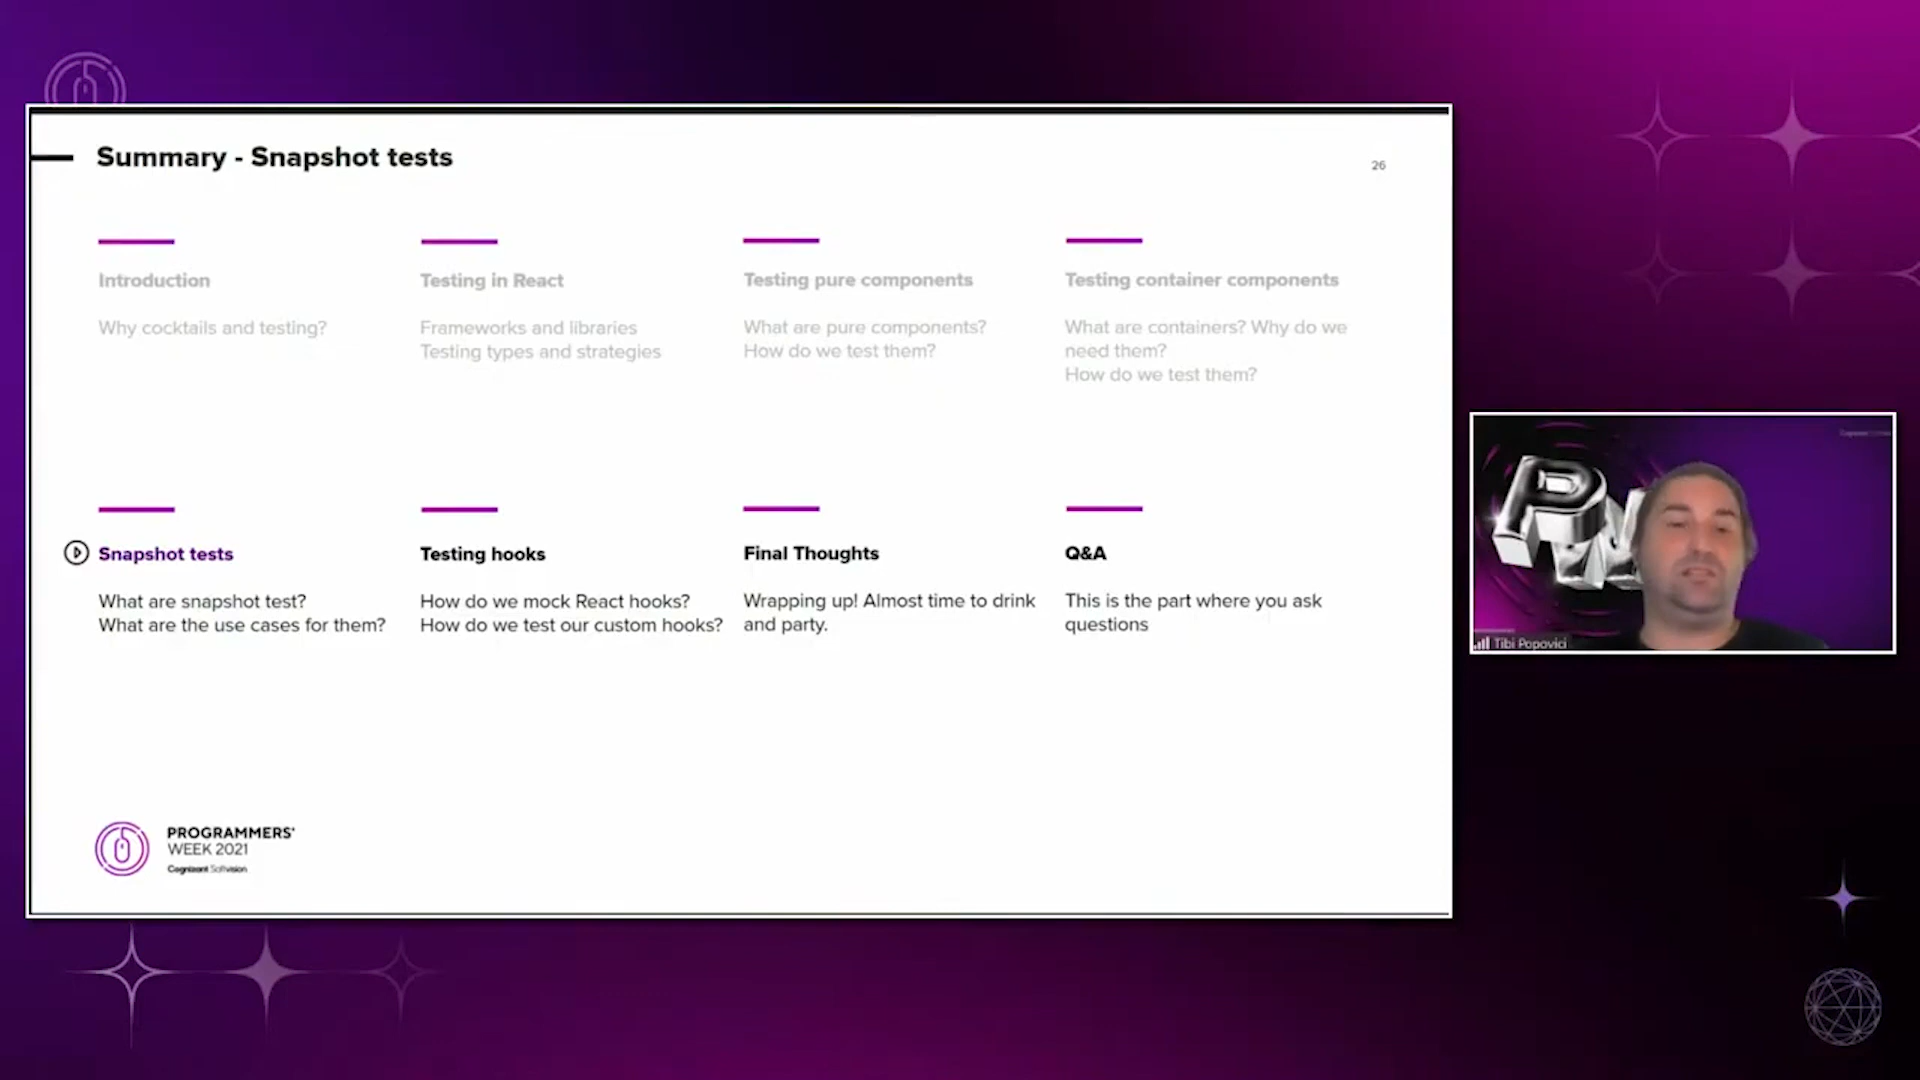 Summary - Snapshot tests
26
Introduction
Why cocktails and testing?
Testing in React
Frameworks and libraries
Testing types and strategies
Testing pure components
What are pure components?
How do we test them?
Testing container components
What are containers? Why do we
need them?
How do we test them?
Snapshot tests
What are snapshot test?
What are the use cases for them?
Testing hooks
How do we mock React hooks?
How do we test our custom hooks?
Final Thoughts
Wrapping up! Almost time to drink
and party.
Q&A
This is the part where you ask
questions
PROGRAMMERS'
WEEK 2021
Cognizant Softvision
PW
Tibi Popovici